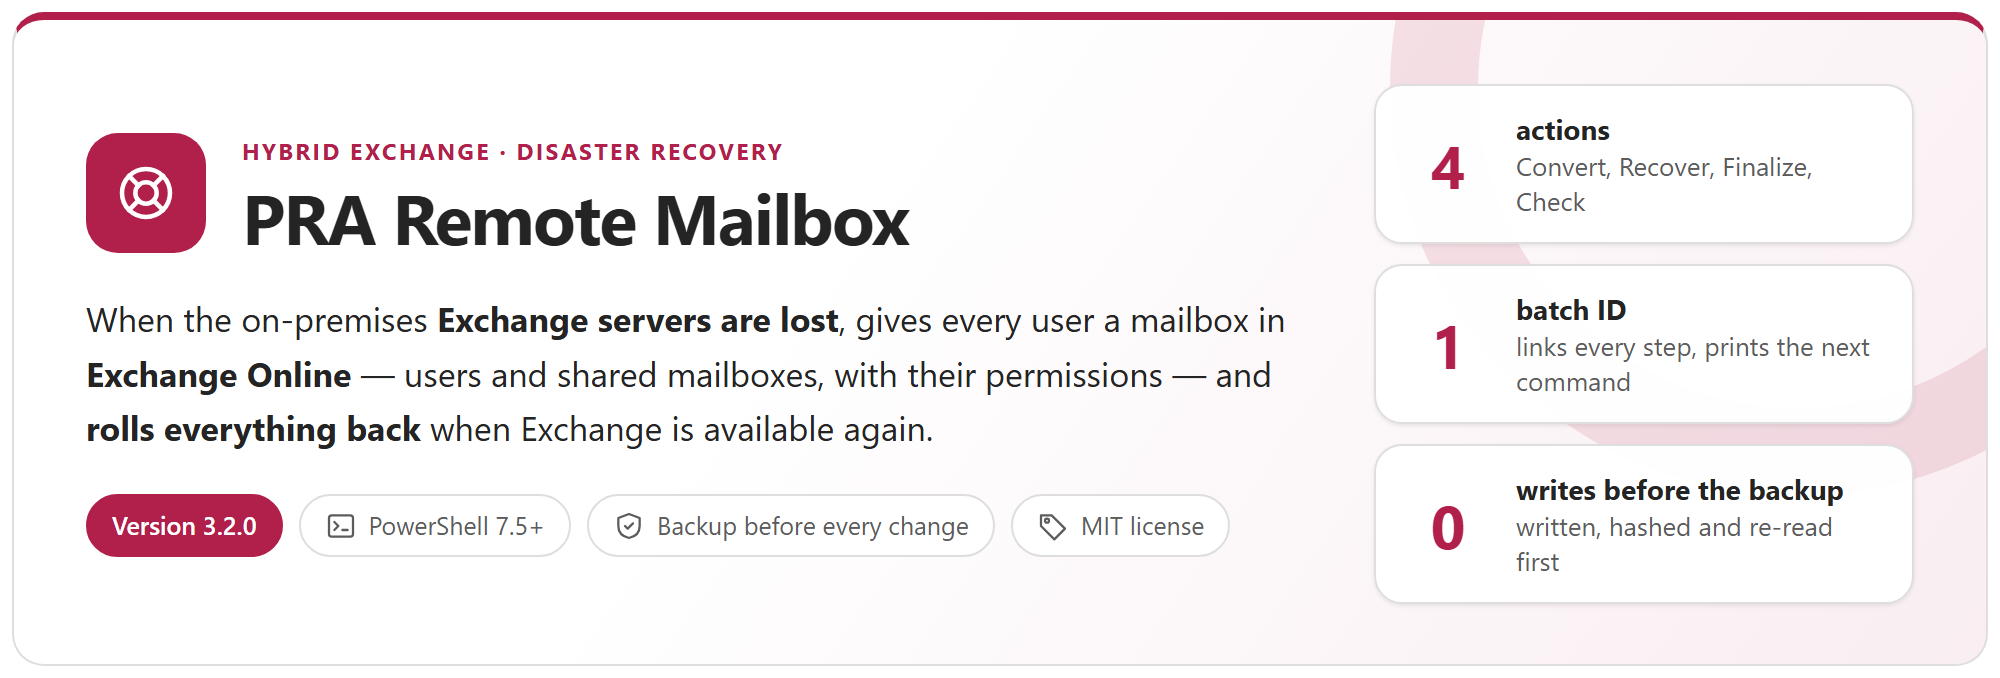 HYBRID EXCHANGE · DISASTER RECOVERY
PRA Remote Mailbox
When the on-premises Exchange servers are lost, gives every user a mailbox in
Exchange Online — users and shared mailboxes, with their permissions — and
rolls everything back when Exchange is available again.
Version 3.2.0
PowerShell 7.5+
Backup before every change
MIT license
4
actions
Convert, Recover, Finalize,
Check
1
batch ID
links every step, prints the next
command
0
writes before the backup
written, hashed and re-read
first